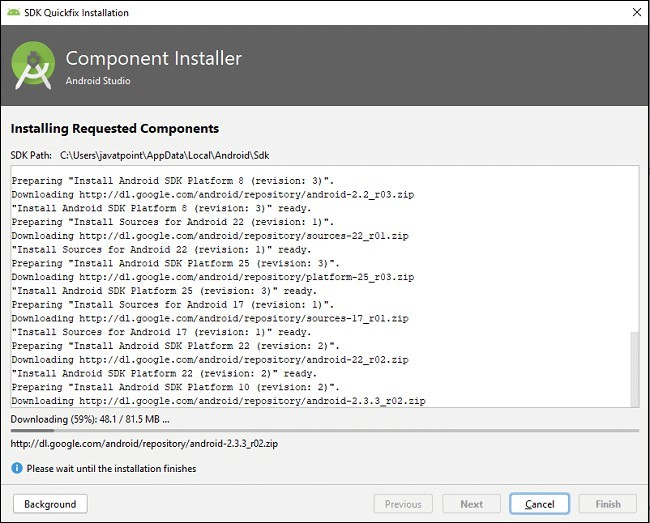 SDK Quickfix Installation
Component Installer
Android Studio
Installing Requested Components
SDK Path: C:\Users\javatpoint\AppData\Local\Android\Sdk
Preparing "Install Android SDK Platform 8 (revision: 3)".
Downloading http://dl.google.com/android/repository/android-2.2_r03.zip
"Install Android SDK Platform 8 (revision: 3)" ready.
Preparing "Install Sources for Android 22 (revision: 1)".
Downloading http://dl.google.com/android/repository/sources-22_r01.zip
"Install Sources for Android 22 (revision: 1)" ready.
Preparing "Install Android SDK Platform 25 (revision: 3)".
Downloading http://dl.google.com/android/repository/platform-25_r03.zip
"Install Android SDK Platform 25 (revision: 3)" ready.
Preparing "Install Sources for Android 17 (revision: 1)".
Downloading http://dl.google.com/android/repository/sources-17_r01.zip
"Install Sources for Android 17 (revision: 1)" ready.
Preparing "Install Android SDK Platform 22 (revision: 2)".
Downloading http://dl.google.com/android/repository/android-22_r02.zip
"Install Android SDK Platform 22 (revision: 2)" ready.
Preparing "Install Android SDK Platform 10 (revision: 2)".
Downloading http://dl.google.com/android/repository/android-2.3.3_r02.zip
Downloading (59%): 48.1 / 81.5 MB ...
http://dl.google.com/android/repository/android-2.3.3_r02.zip
Please wait until the installation finishes
Background
Previous
Next
Cancel
Finish